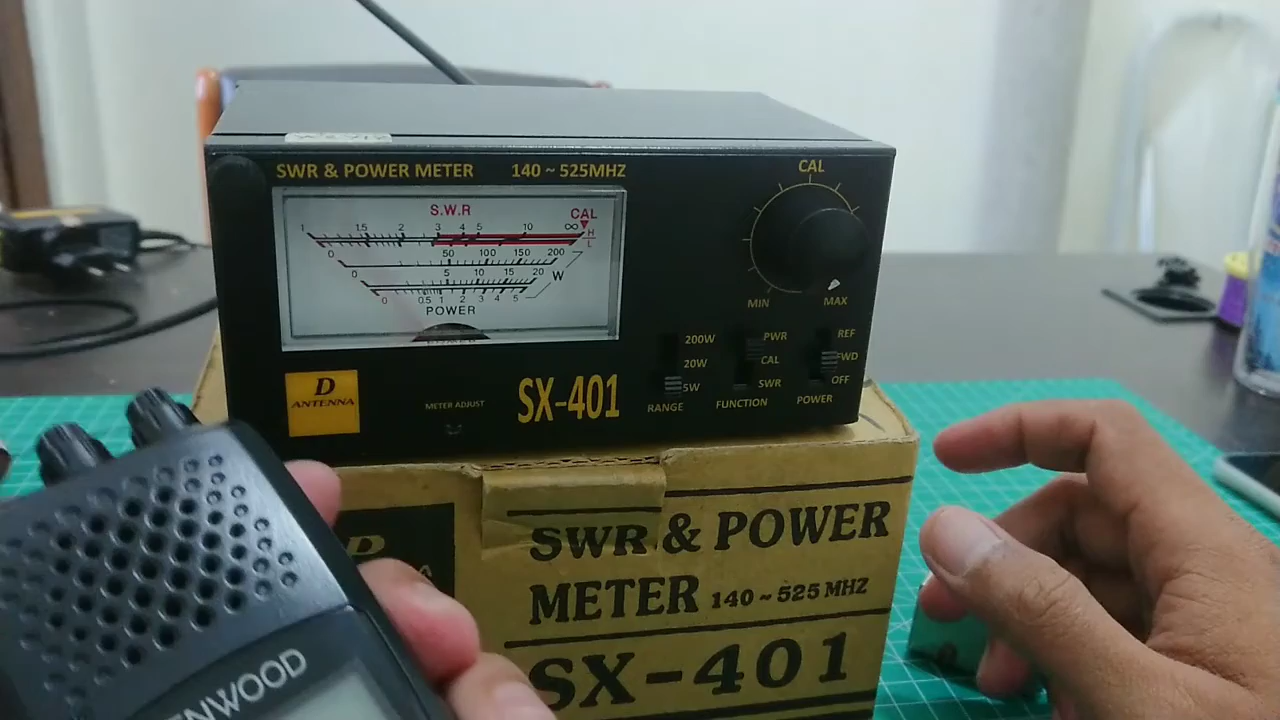 SWR & POWER METER 140 ~ 525MHZ
S.W.R
CAL
1 1.5 2 3 4 5 10 ∞
H
L
0 50 100 150 200
0 5 10 15 20
W
0 0.5 1 2 3 4 5
POWER
CAL
MIN MAX
200W
20W
5W
RANGE
PWR
CAL
SWR
FUNCTION
REF
FWD
OFF
POWER
D
ANTENNA
METER ADJUST
SX-401
D
SWR & POWER
METER 140 ~ 525 MHZ
SX-401
ENWOOD